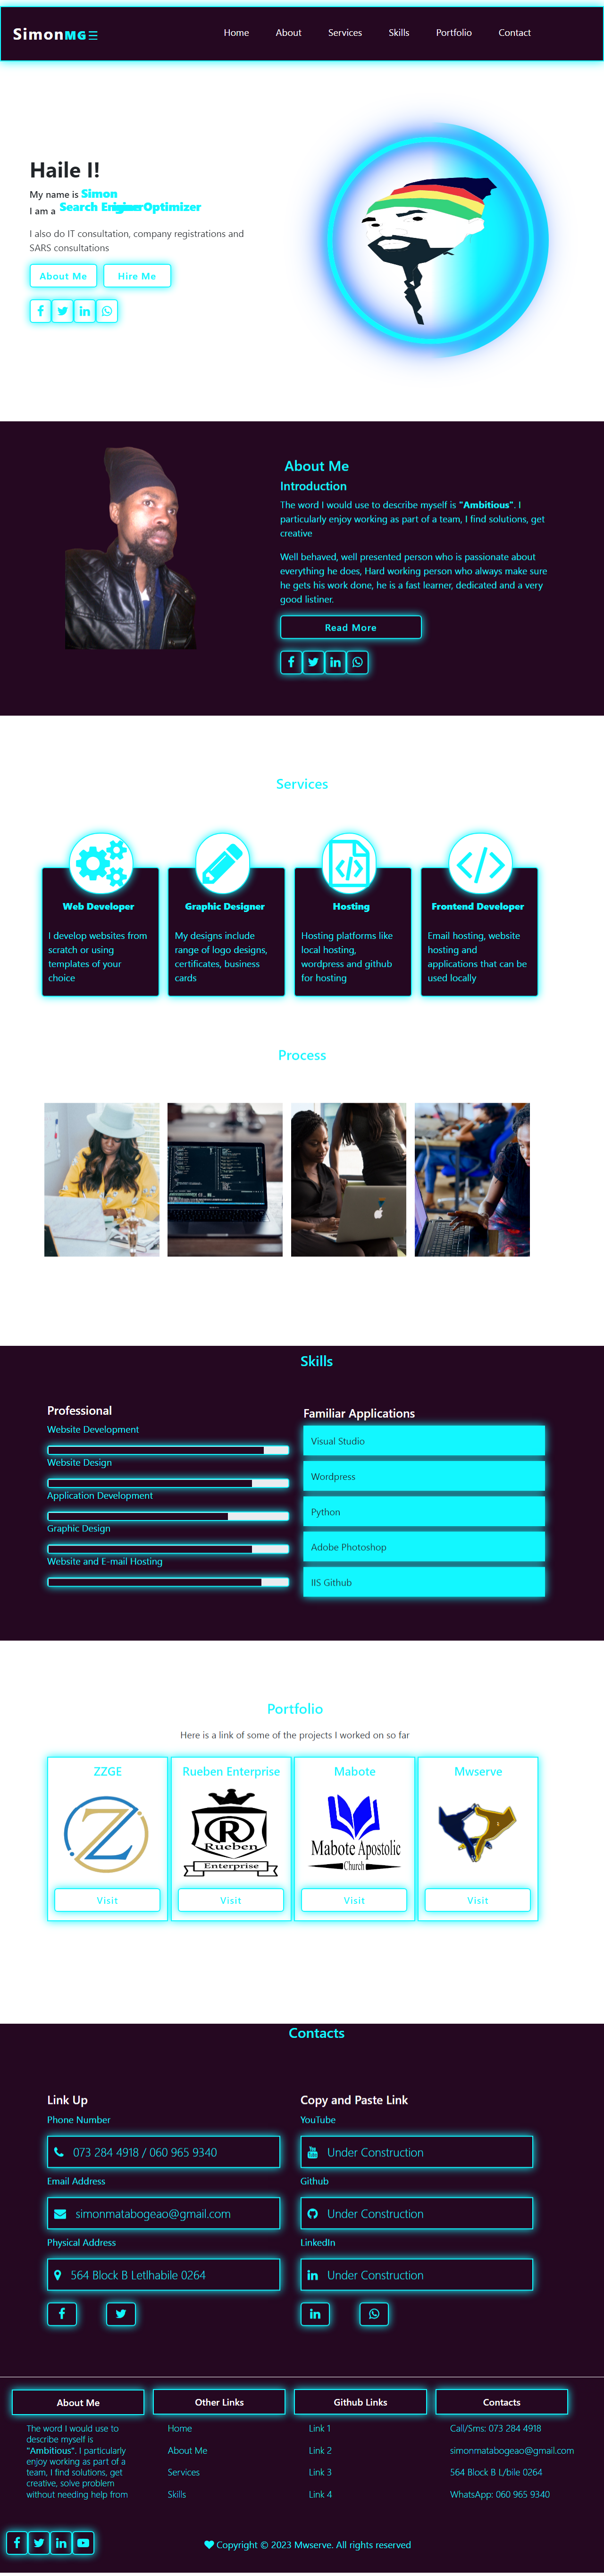 SimonMG
Home About Services Skills Portfolio Contact
Haile I!
My name is Simon
I am a Search Optimizer
I also do IT consultation, company registrations and
SARS consultations
About Me Hire Me
About Me
Introduction
The word I would use to describe myself is "Ambitious". I
particularly enjoy working as part of a team, I find solutions, get
creative
Well behaved, well presented person who is passionate about
everything he does, Hard working person who always make sure
he gets his work done, he is a fast learner, dedicated and a very
good listiner.
Read More
Services
Web Developer
I develop websites from
scratch or using
templates of your
choice
Graphic Designer
My designs include
range of logo designs,
certificates, business
cards
Hosting
Hosting platforms like
local hosting,
wordpress and github
for hosting
Frontend Developer
Email hosting, website
hosting and
applications that can be
used locally
Process
Skills
Professional
Website Development
Website Design
Application Development
Graphic Design
Website and E-mail Hosting
Familiar Applications
Visual Studio
Wordpress
Python
Adobe Photoshop
IIS Github
Portfolio
Here is a link of some of the projects I worked on so far
ZZGE
Visit
Rueben Enterprise
R
Rueben
Enterprise
Visit
Mabote
Mabote Apostolic
Church
Visit
Mwserve
Visit
Contacts
Link Up
Phone Number
073 284 4918 / 060 965 9340
Email Address
simonmatabogeao@gmail.com
Physical Address
564 Block B Letlhabile 0264
Copy and Paste Link
YouTube
Under Construction
Github
Under Construction
LinkedIn
Under Construction
About Me
The word I would use to
describe myself is
"Ambitious". I particularly
enjoy working as part of a
team, I find solutions, get
creative, solve problem
without needing help from
Other Links
Home
About Me
Services
Skills
Github Links
Link 1
Link 2
Link 3
Link 4
Contacts
Call/Sms: 073 284 4918
simonmatabogeao@gmail.com
564 Block B L/bile 0264
WhatsApp: 060 965 9340
Copyright © 2023 Mwserve. All rights reserved